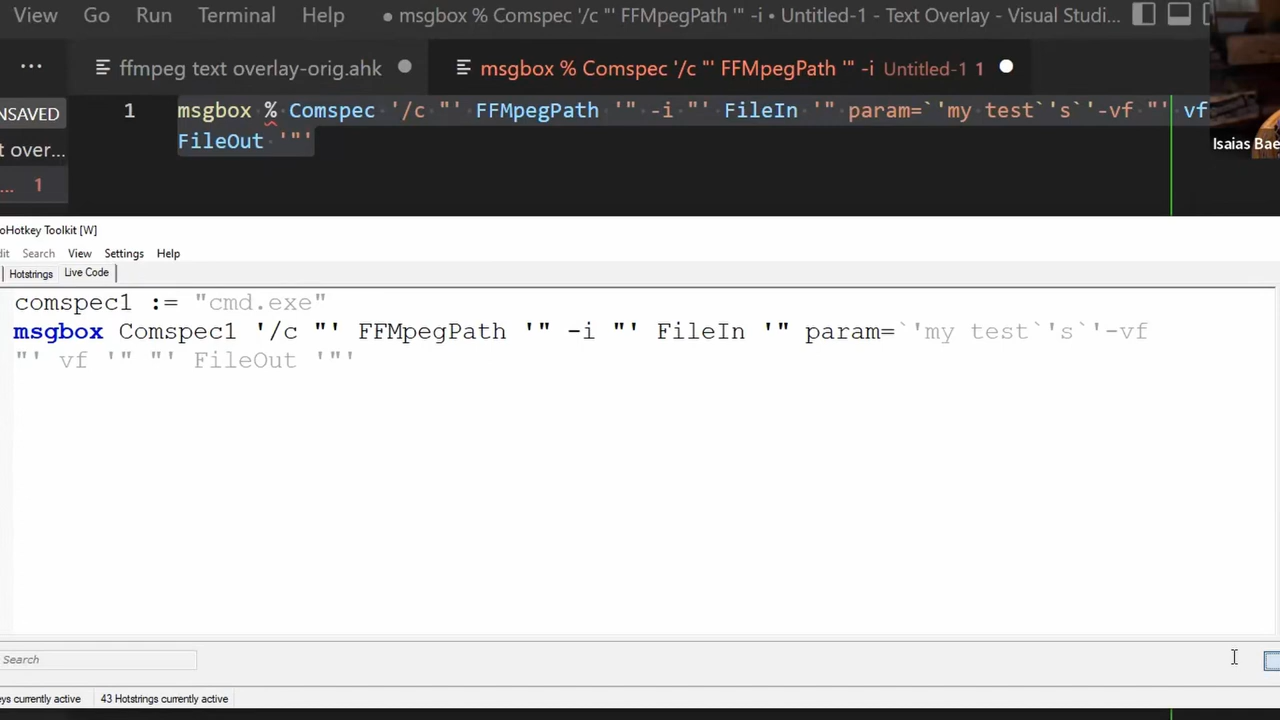 View Go Run Terminal Help ● msgbox % Comspec '/c "' FFMpegPath '" -i • Untitled-1 - Text Overlay - Visual Studi...
... ffmpeg text overlay-orig.ahk msgbox % Comspec '/c "' FFMpegPath '" -i Untitled-1 1
NSAVED 1 msgbox % Comspec '/c "' FFMpegPath '" -i "' FileIn '" param=`'my test`'s`'-vf "' vf
t over... FileOut '"'
Isaias Bae
... 1
oHotkey Toolkit [W]
dit Search View Settings Help
Hotstrings Live Code
comspec1 := "cmd.exe"
msgbox Comspec1 '/c "' FFMpegPath '" -i "' FileIn '" param=`'my test`'s`'-vf
"' vf '" "' FileOut '"'
Search
eys currently active 43 Hotstrings currently active